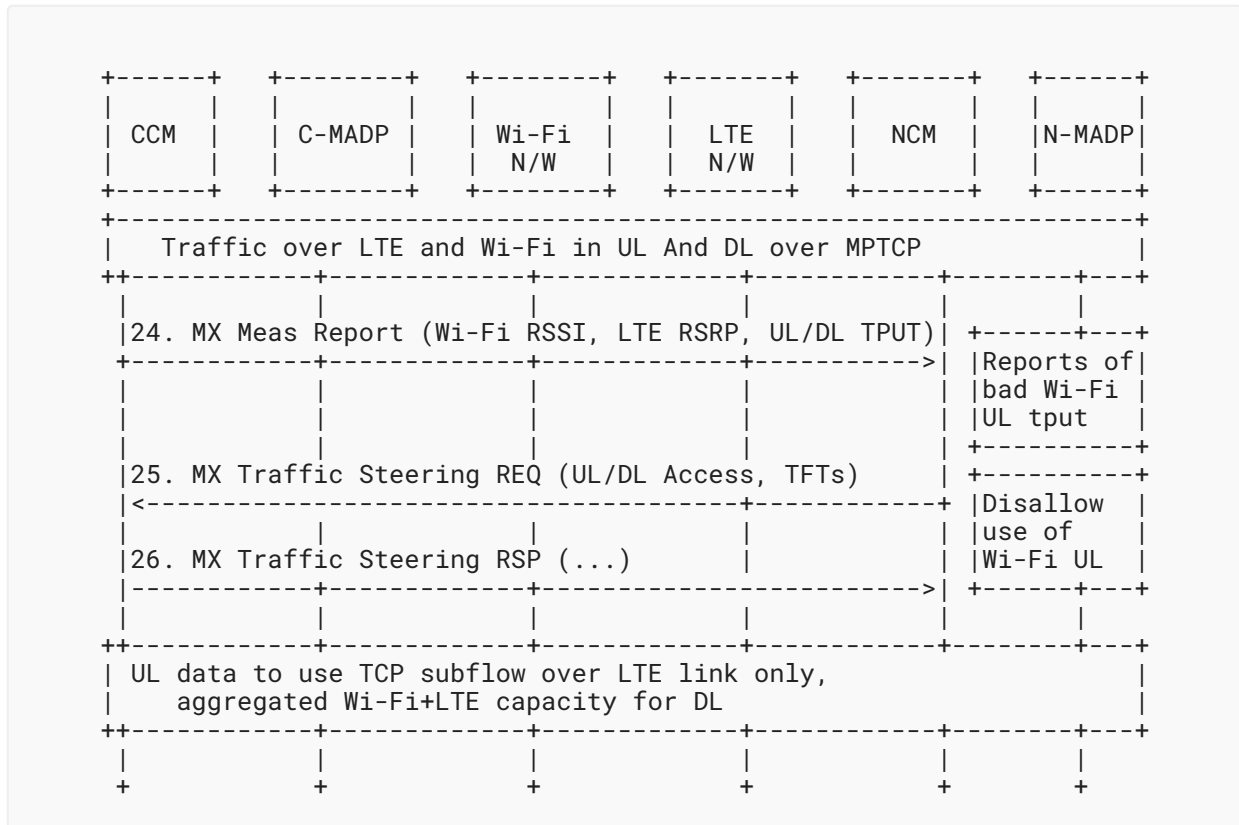 +------+   +--------+   +--------+   +-------+   +-------+   +------+
|      |   |        |   |        |   |       |   |       |   |      |
| CCM  |   | C-MADP |   | Wi-Fi  |   |  LTE  |   |  NCM  |   |N-MADP|
|      |   |        |   |  N/W   |   |  N/W  |   |       |   |      |
+------+   +--------+   +--------+   +-------+   +-------+   +------+
+-------------------------------------------------------------------+
|   Traffic over LTE and Wi-Fi in UL And DL over MPTCP              |
++------------+-------------+-------------+------------+--------+---+
 |            |             |             |            |        |
 |24. MX Meas Report (Wi-Fi RSSI, LTE RSRP, UL/DL TPUT)| +------+---+
 +------------+-------------+-------------+----------->| |Reports of|
 |            |             |             |            | |bad Wi-Fi |
 |            |             |             |            | |UL tput   |
 |            |             |             |            | +----------+
 |25. MX Traffic Steering REQ (UL/DL Access, TFTs)     | +----------+
 |<---------------------------------------+------------+ |Disallow  |
 |            |             |             |            | |use of    |
 |26. MX Traffic Steering RSP (...)       |            | |Wi-Fi UL  |
 |------------+-------------+------------------------->| +------+---+
 |            |             |             |            |        |
++------------+-------------+-------------+------------+--------+---+
| UL data to use TCP subflow over LTE link only,                    |
|    aggregated Wi-Fi+LTE capacity for DL                           |
++------------+-------------+-------------+------------+--------+---+
 |            |             |             |            |        |
 +            +             +             +            +        +